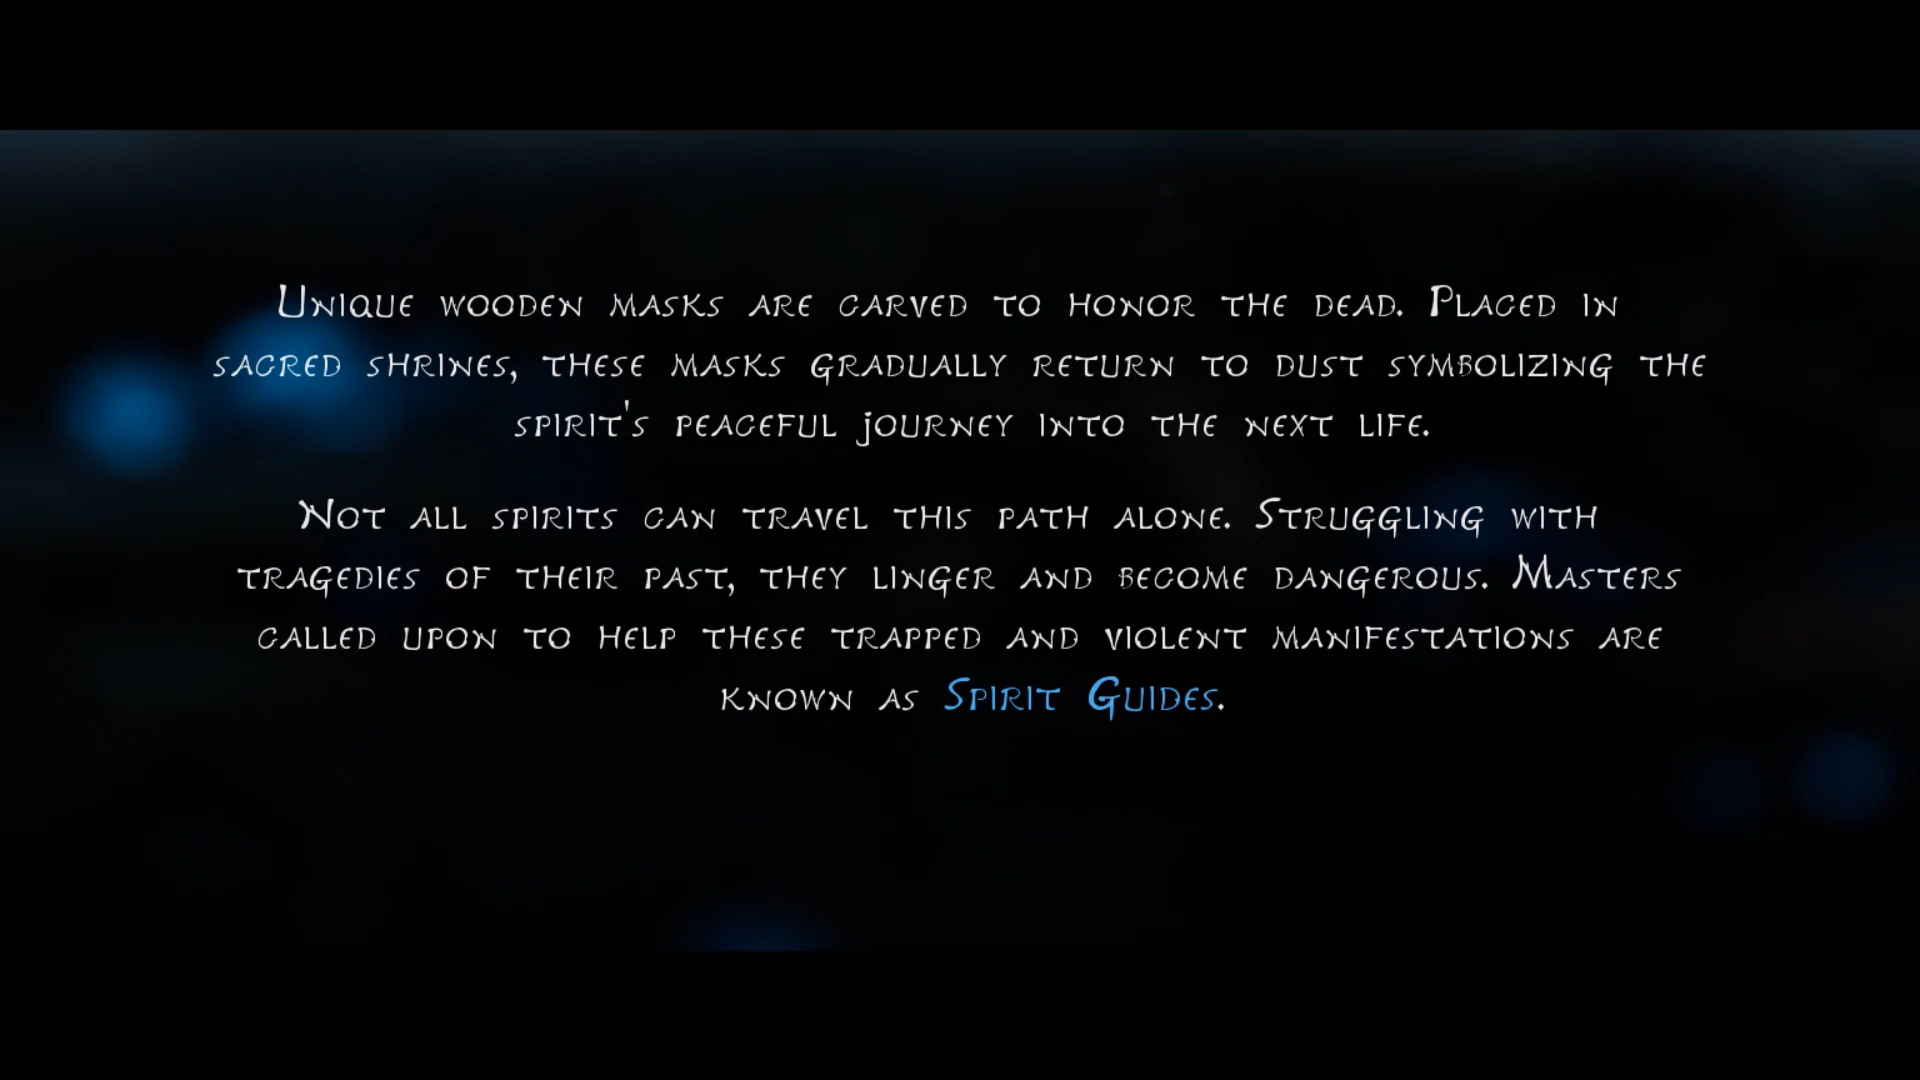 Unique wooden masks are carved to honor the dead. Placed in
sacred shrines, these masks gradually return to dust symbolizing the
spirit's peaceful journey into the next life.
Not all spirits can travel this path alone. Struggling with
tragedies of their past, they linger and become dangerous. Masters
called upon to help these trapped and violent manifestations are
known as Spirit Guides.